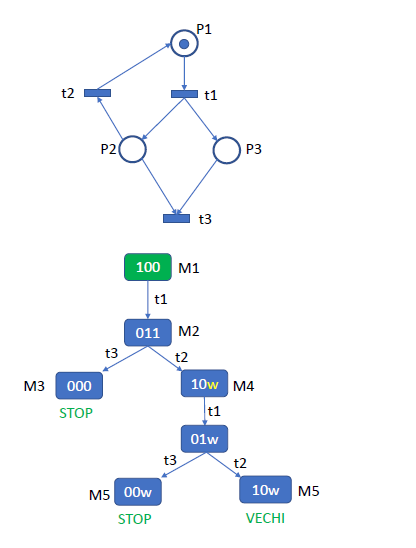 P1
t2
t1
P2
P3
t3
100 M1
t1
011 M2
t3 t2
M3 000 10w M4
STOP
t1
01w
t3 t2
M5 00w 10w M5
STOP VECHI